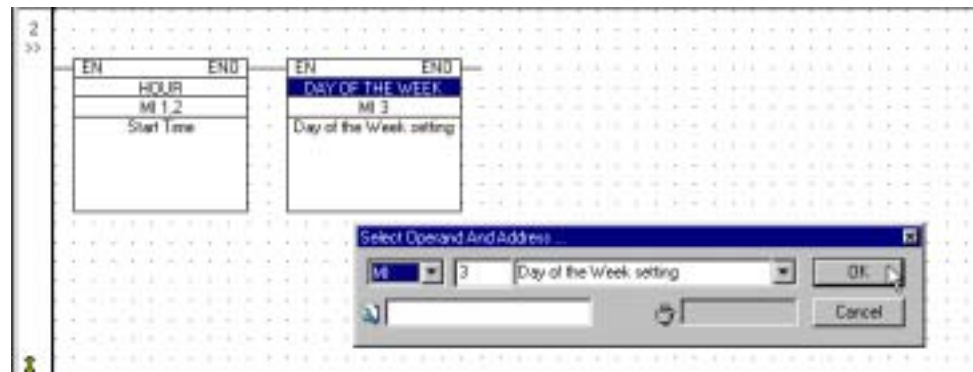 2
>>
EN ENO EN ENO
HOUR DAY OF THE WEEK
MI 1,2 MI 3
Start Time Day of the Week setting
Select Operand And Address ...
MI 3 Day of the Week setting OK
Cancel